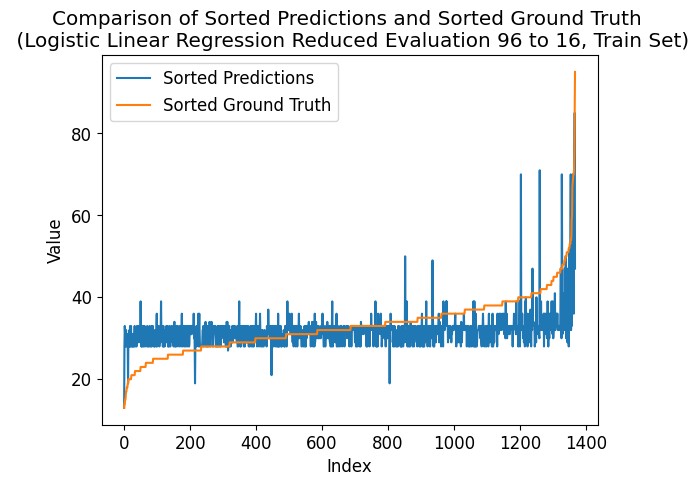 Comparison of Sorted Predictions and Sorted Ground Truth
(Logistic Linear Regression Reduced Evaluation 96 to 16, Train Set)
Sorted Predictions
Sorted Ground Truth
Value
80
60
40
20
0
200
400
600
800
1000
1200
1400
Index